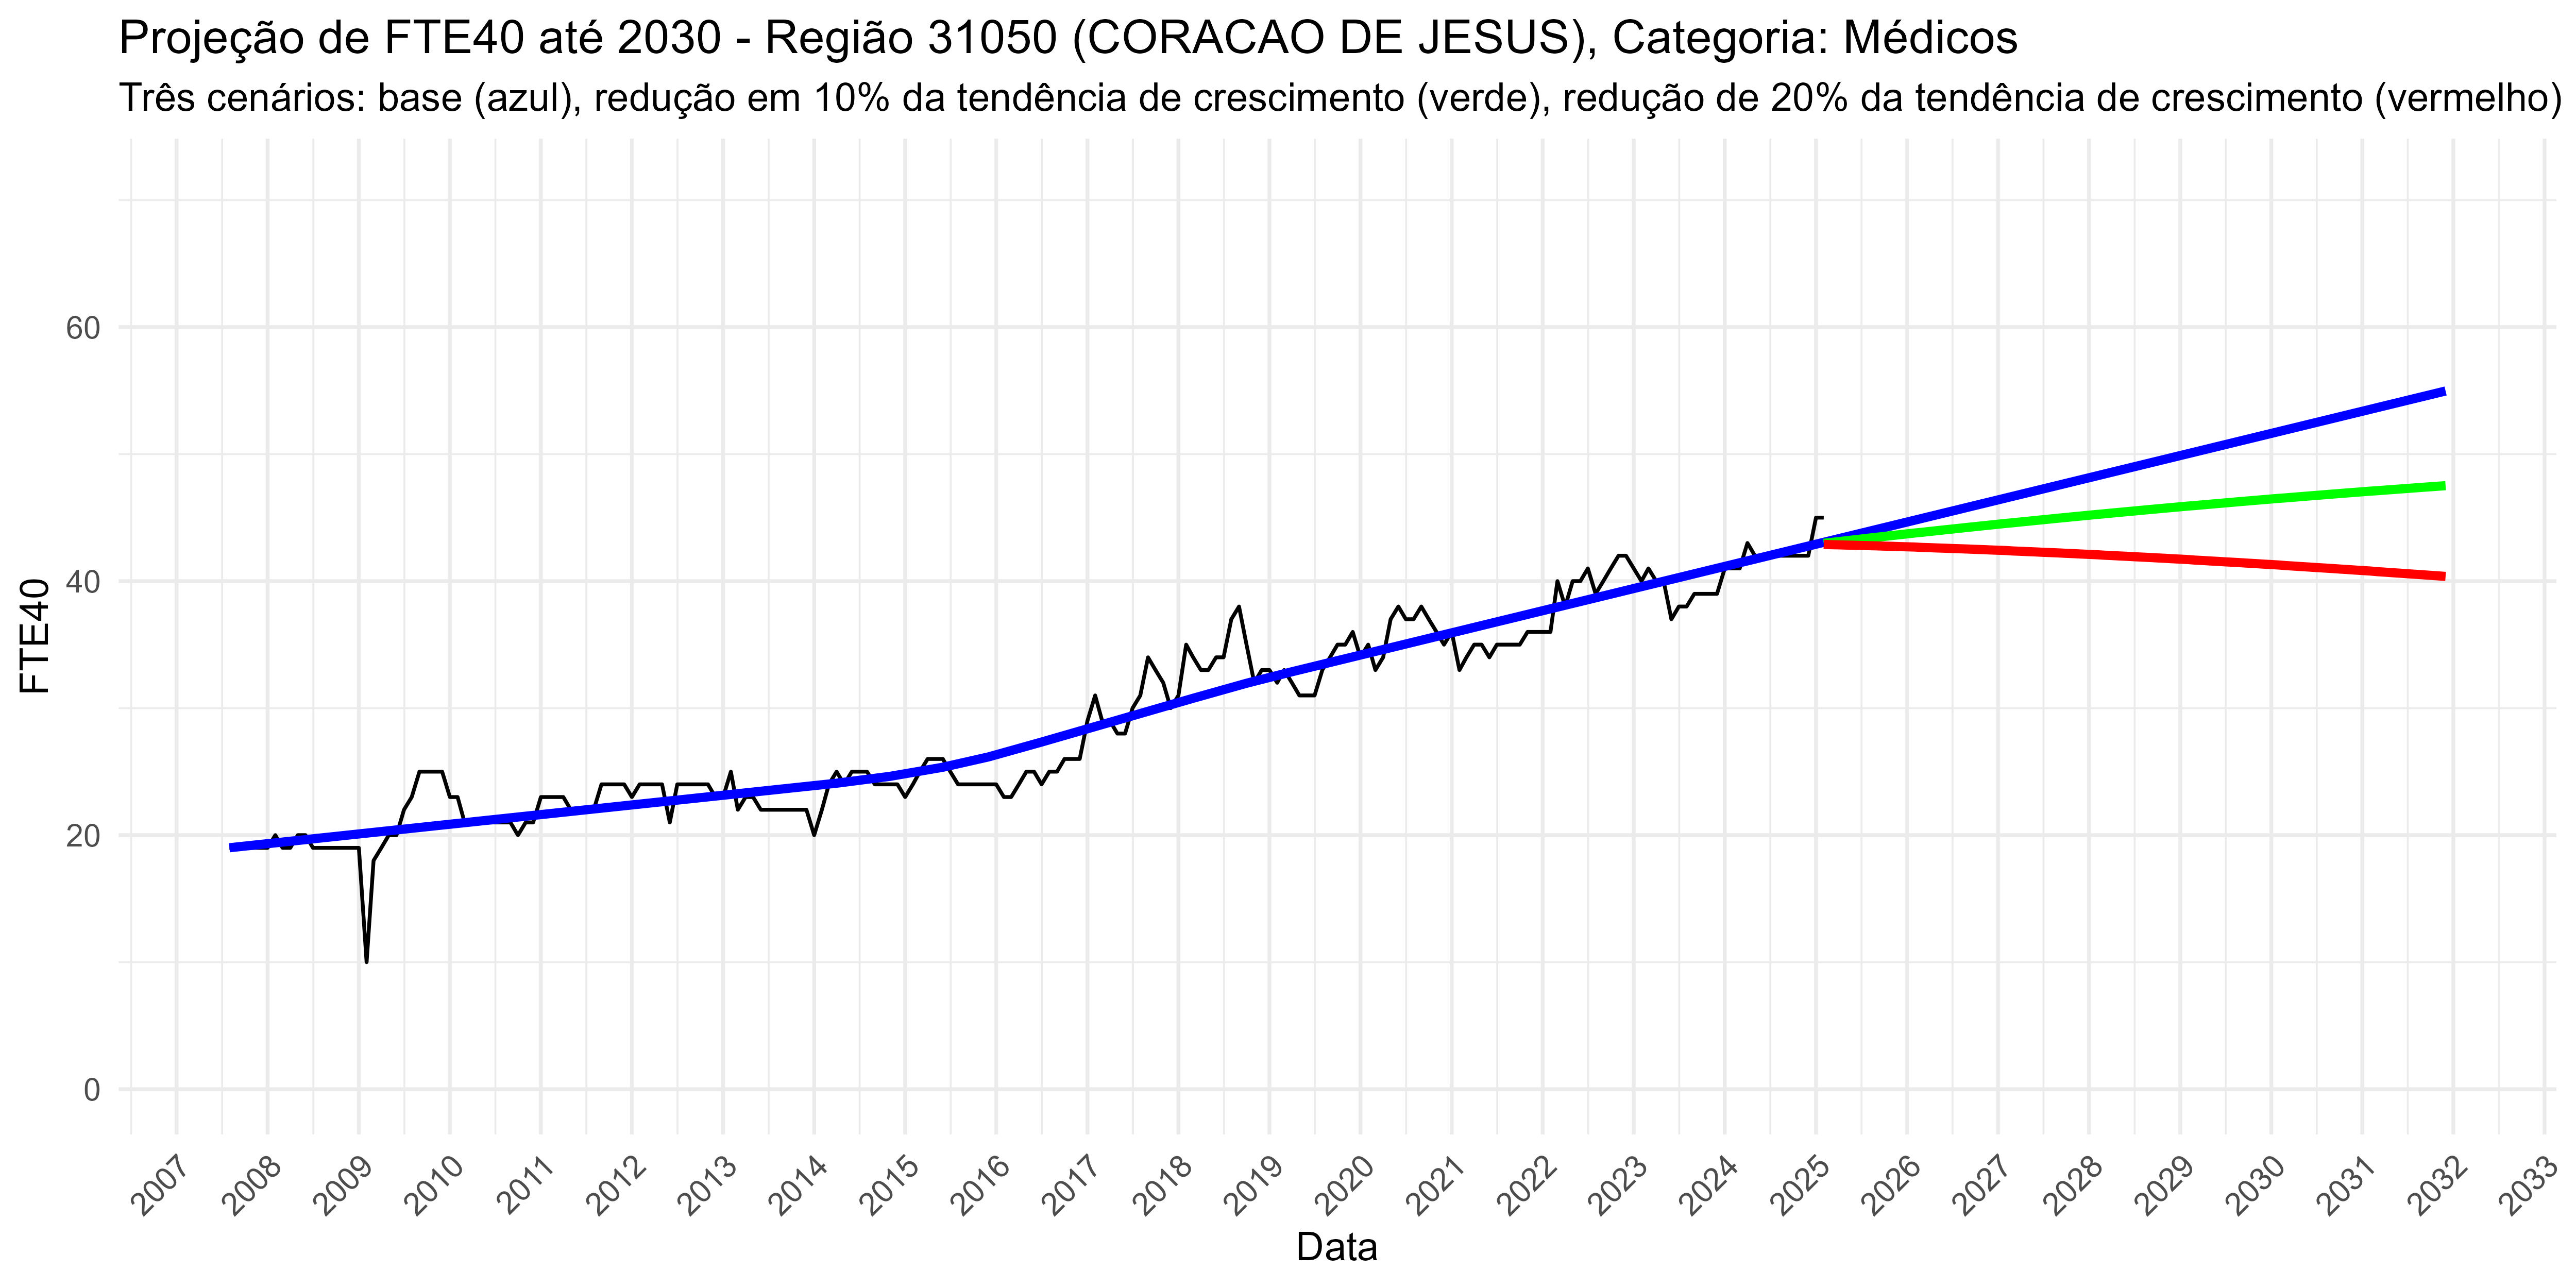 Projeção de FTE40 até 2030 - Região 31050 (CORACAO DE JESUS), Categoria: Médicos
Três cenários: base (azul), redução em 10% da tendência de crescimento (verde), redução de 20% da tendência de crescimento (vermelho)
FTE40
60
40
20
0
2007 2008 2009 2010 2011 2012 2013 2014 2015 2016 2017 2018 2019 2020 2021 2022 2023 2024 2025 2026 2027 2028 2029 2030 2031 2032 2033
Data